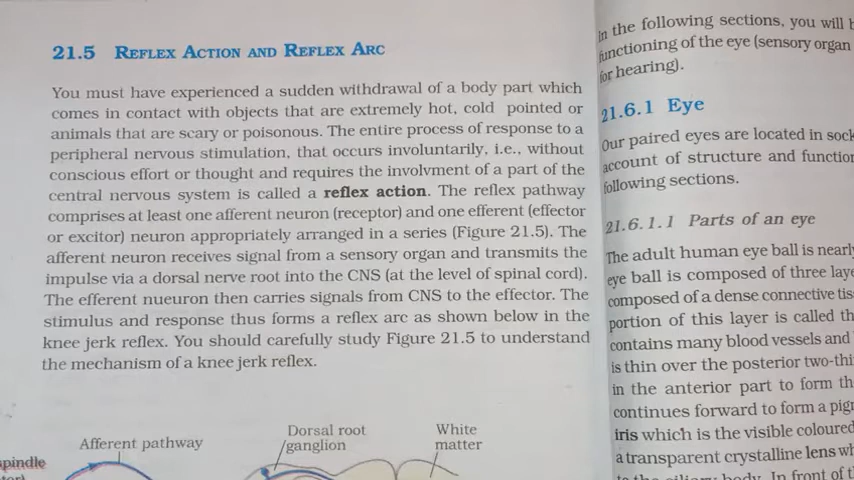 21.5 REFLEX ACTION AND REFLEX ARC
You must have experienced a sudden withdrawal of a body part which
comes in contact with objects that are extremely hot, cold pointed or
animals that are scary or poisonous. The entire process of response to a
peripheral nervous stimulation, that occurs involuntarily, i.e., without
conscious effort or thought and requires the involvment of a part of the
central nervous system is called a reflex action. The reflex pathway
comprises at least one afferent neuron (receptor) and one efferent (effector
or excitor) neuron appropriately arranged in a series (Figure 21.5). The
afferent neuron receives signal from a sensory organ and transmits the
impulse via a dorsal nerve root into the CNS (at the level of spinal cord).
The efferent nueuron then carries signals from CNS to the effector. The
stimulus and response thus forms a reflex arc as shown below in the
knee jerk reflex. You should carefully study Figure 21.5 to understand
the mechanism of a knee jerk reflex.
Afferent pathway
Dorsal root
ganglion
White
matter
pindle
In the following sections, you will
functioning of the eye (sensory organ
for hearing).
21.6.1 Eye
Our paired eyes are located in sock
account of structure and function
following sections.
21.6.1.1 Parts of an eye
The adult human eye ball is nearly
eye ball is composed of three laye
composed of a dense connective tis
portion of this layer is called th
contains many blood vessels and
is thin over the posterior two-thi
in the anterior part to form th
continues forward to form a pigr
iris which is the visible coloured
a transparent crystalline lens wh
body. In front of t